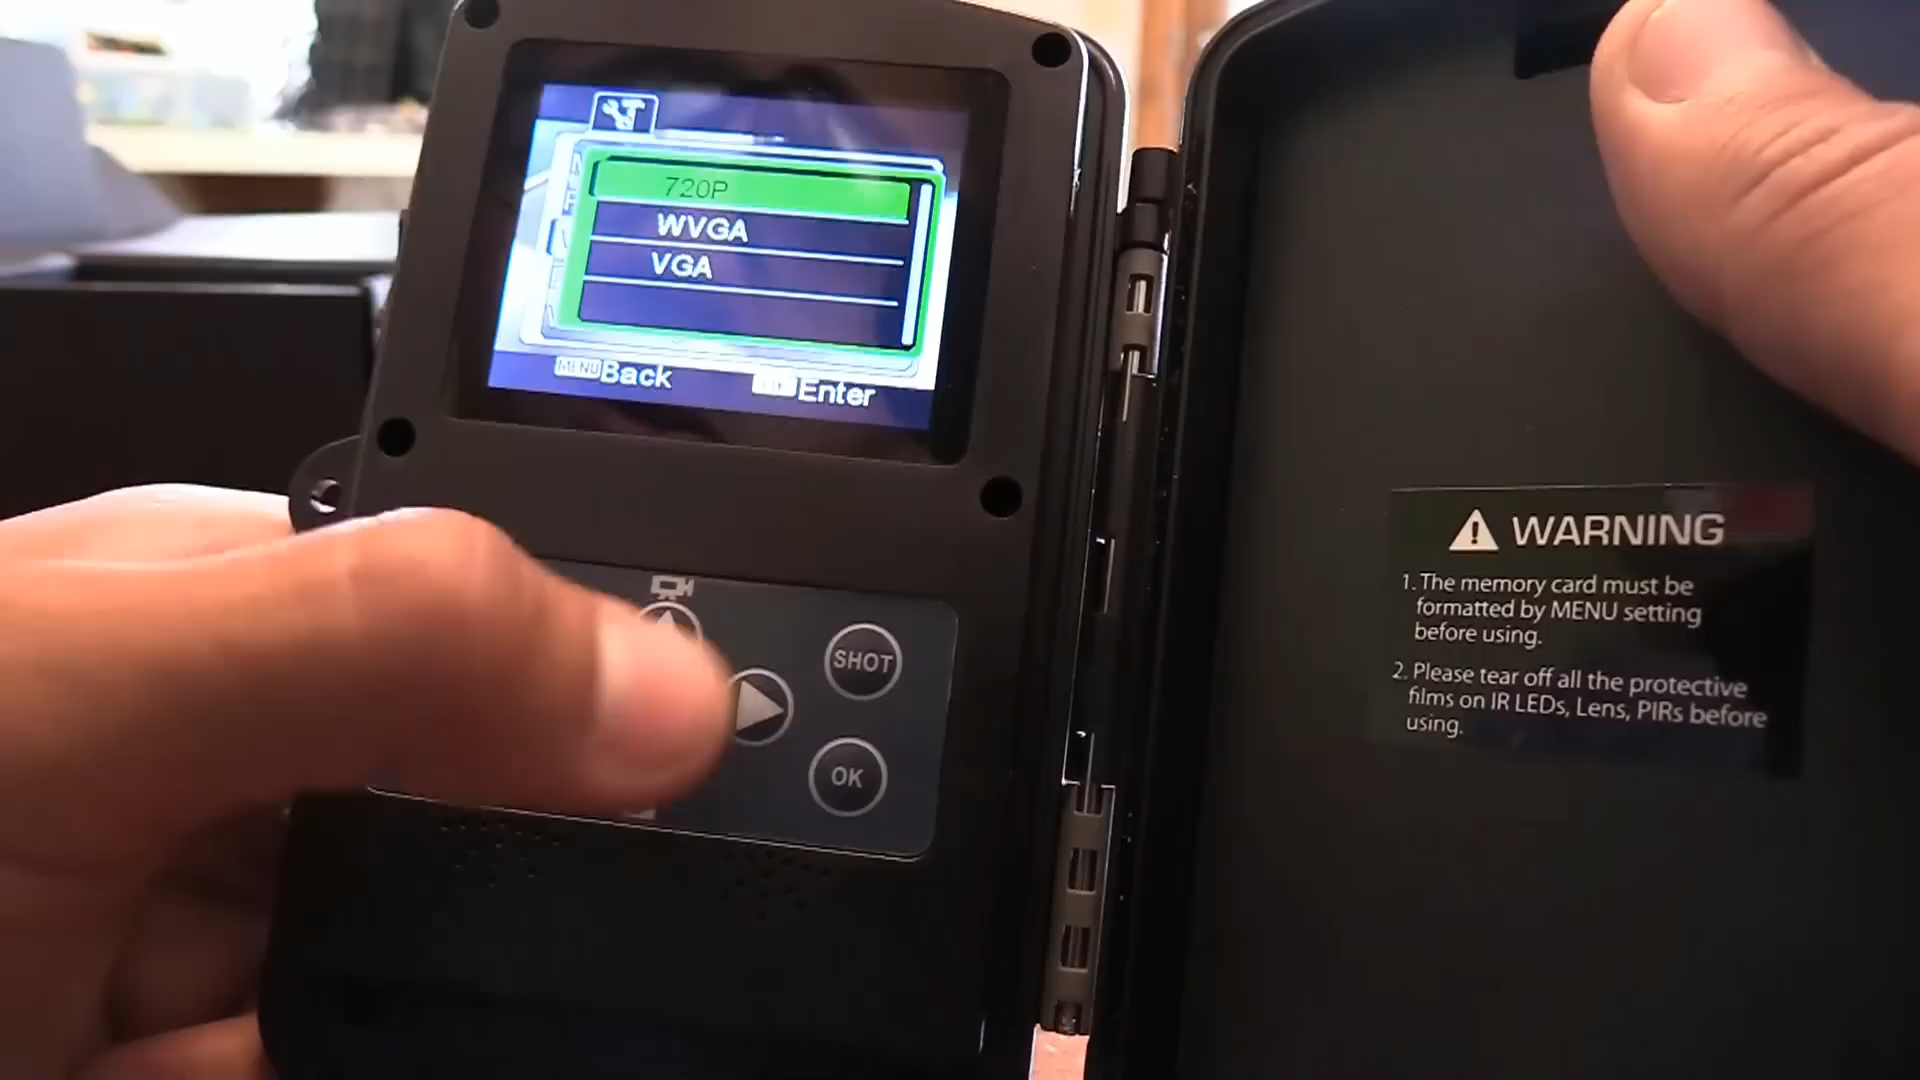 720P
WVGA
VGA
MENU Back
Enter
SHOT
OK
WARNING
1. The memory card must be
formatted by MENU setting
before using.
2. Please tear off all the protective
films on IR LEDs, Lens, PIRs before
using.